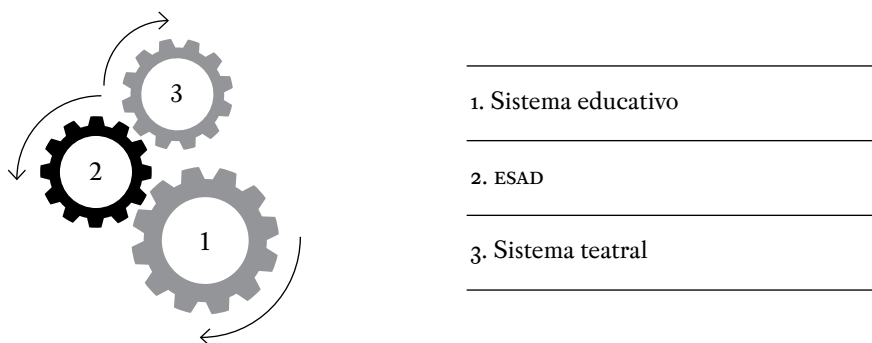 3
2
1
1. Sistema educativo
2. ESAD
3. Sistema teatral